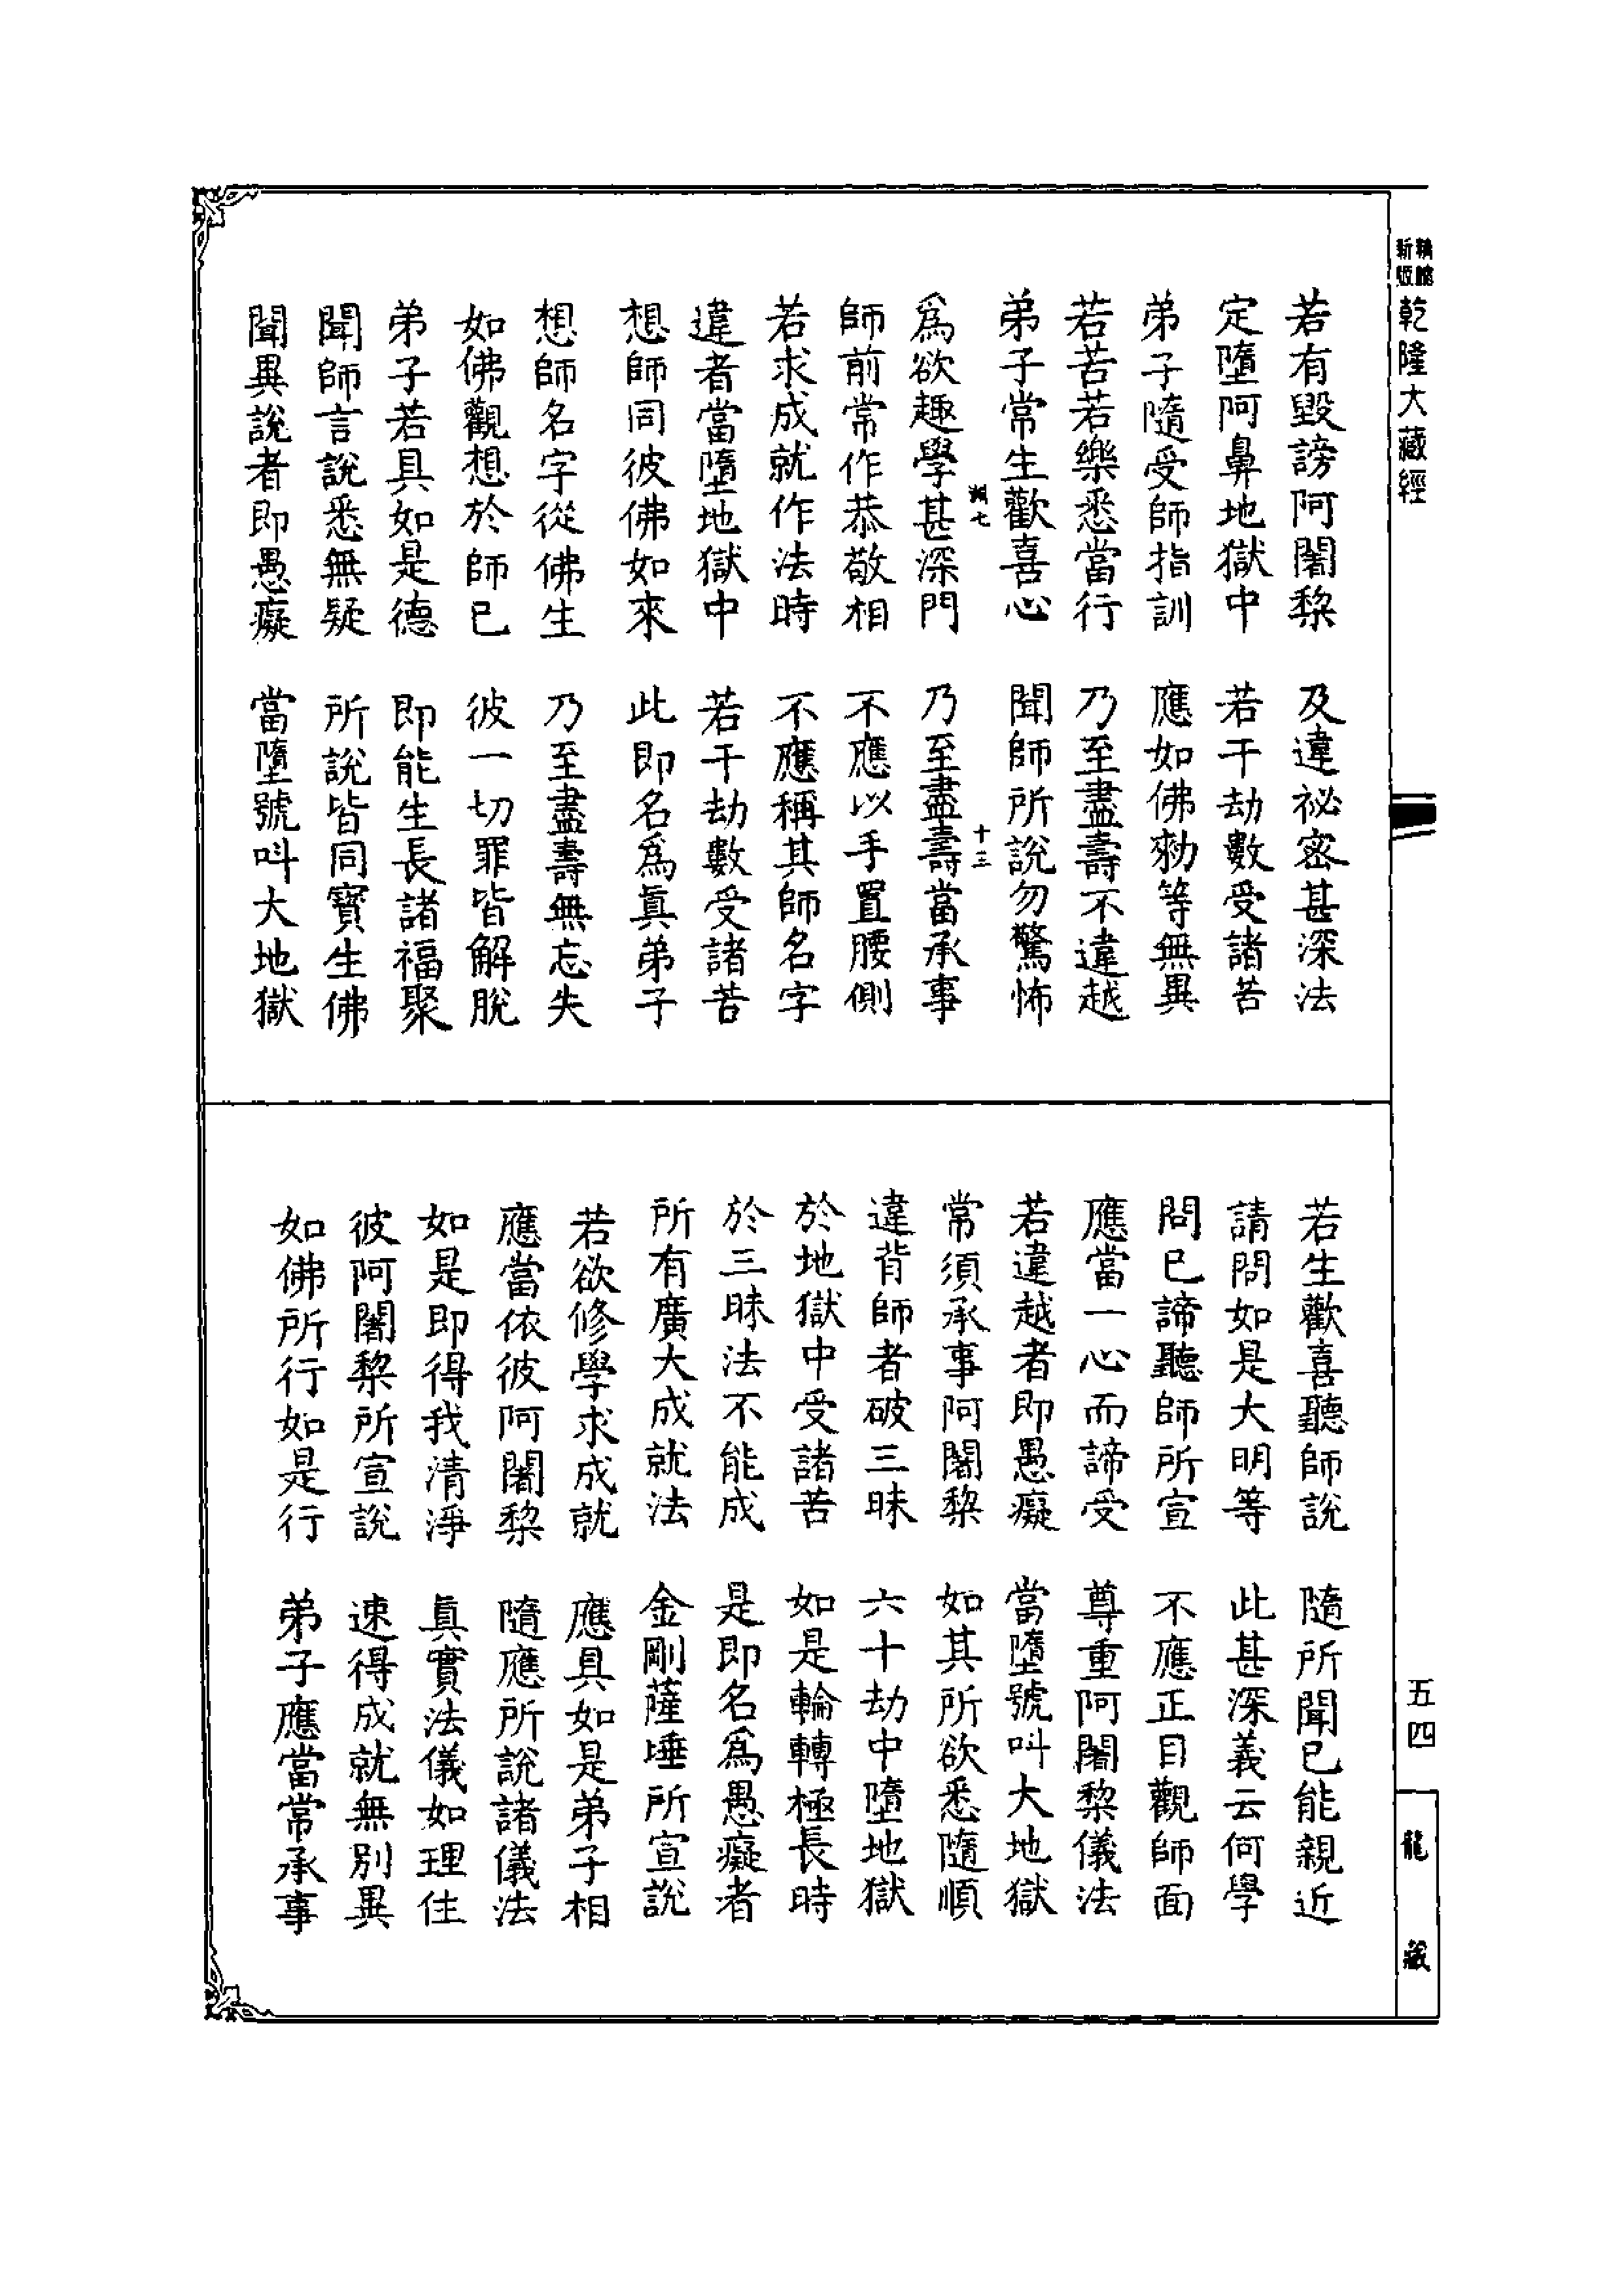 新版
乾隆大藏經
若有毀謗阿闍梨　及違祕密甚深法
定墮阿鼻地獄中　若干劫數受諸苦
弟子隨受師指訓　應如佛勑等無異
若苦若樂悉當行　乃至盡壽不違越
弟子常生歡喜心　聞師所說勿驚怖
七　十三
爲欲趣學甚深門　乃至盡壽當承事
師前常作恭敬相　不應以手置腰側
若求成就作法時　不應稱其師名字
違者當墮地獄中　若干劫數受諸苦
想師同彼佛如來　此即名爲眞弟子
想師名字從佛生　乃至盡壽無忘失
如佛觀想於師已　彼一切罪皆解脫
弟子若具如是德　即能生長諸福聚
聞師言說悉無疑　所說皆同寶生佛
聞異說者即愚癡　當墮號叫大地獄
若生歡喜聽師說　隨所聞已能親近
請問如是大明等　此甚深義云何學
問已諦聽師所宣　不應正目觀師面
應當一心而諦受　尊重阿闍梨儀法
若違越者即愚癡　當墮號叫大地獄
常須承事阿闍梨　如其所欲悉隨順
違背師者破三昧　六十劫中墮地獄
於地獄中受諸苦　如是輪轉極長時
於三昧法不能成　是即名爲愚癡者
所有廣大成就法　金剛薩埵所宣說
若欲修學求成就　應具如是弟子相
應當依彼阿闍梨　隨應所說諸儀法
如是即得我清淨　眞實法儀如理住
彼阿闍梨所宣說　速得成就無別異
如佛所行如是行　弟子應當常承事
五四
龍藏